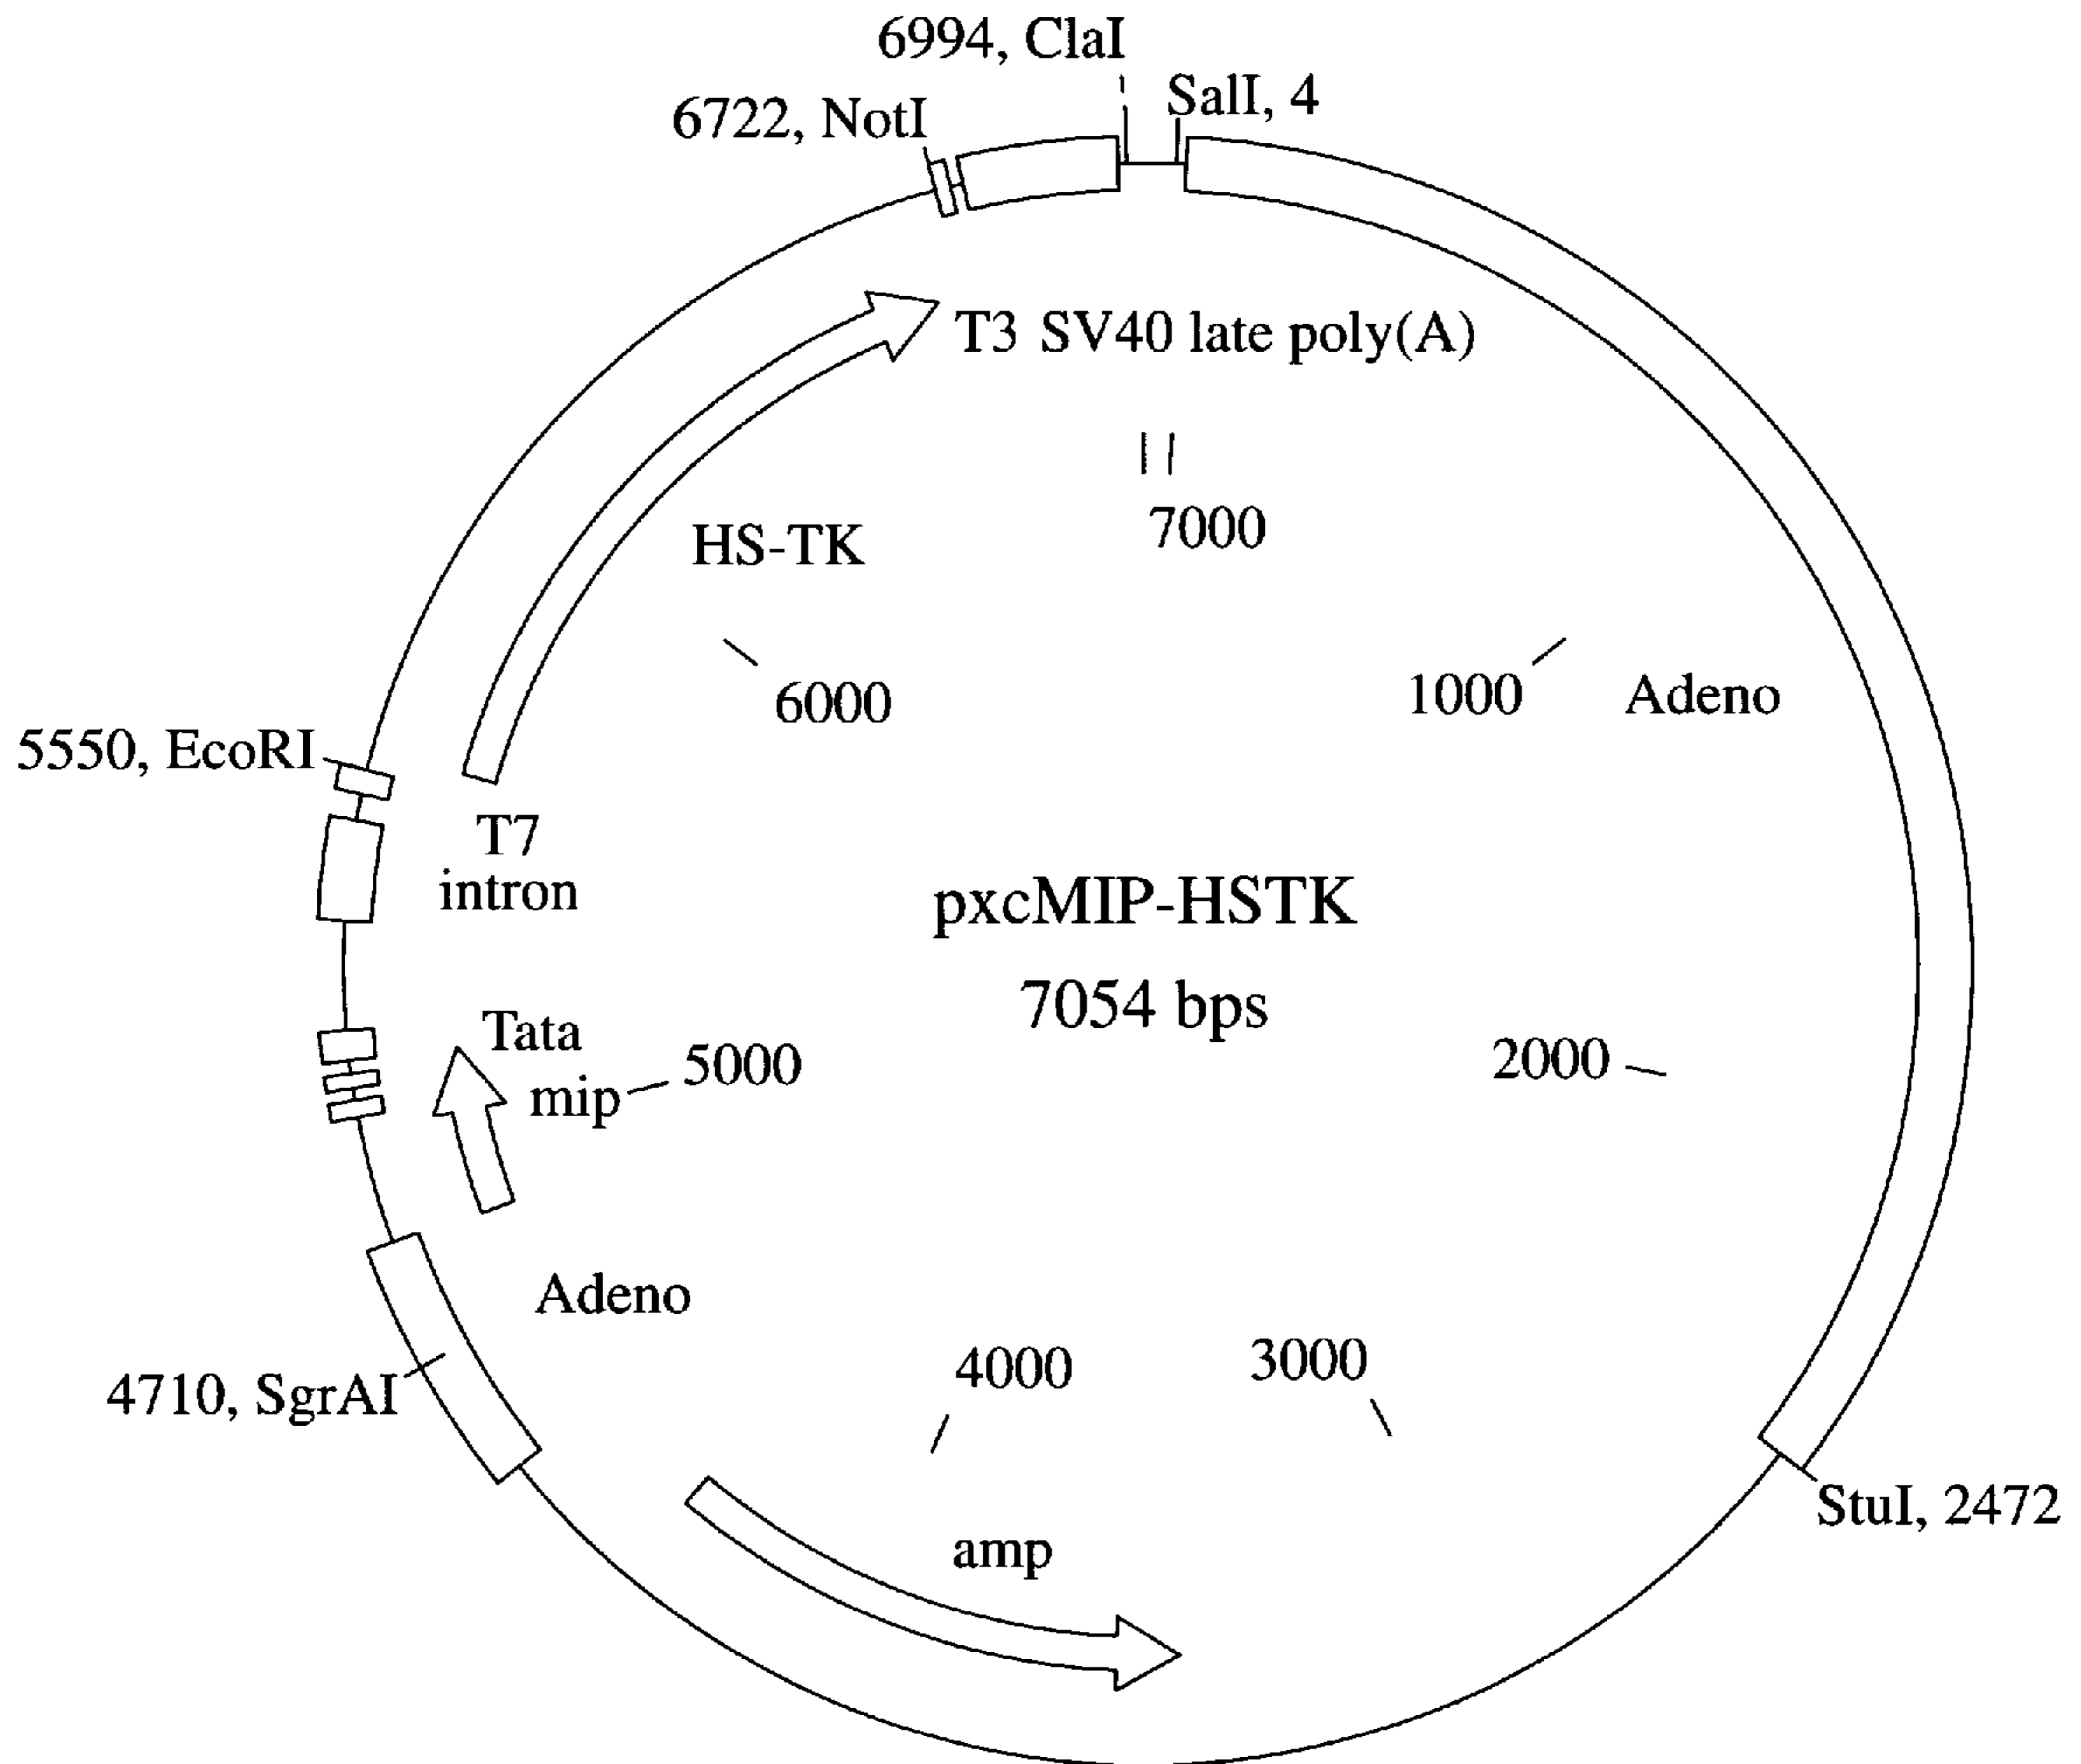 6994, ClaI
SalI, 4
6722, NotI
T3 SV40 late poly(A)
7000
HS-TK
6000
1000
Adeno
5550, EcoRI
T7
intron
pxcMIP-HSTK
7054 bps
Tata
mip
5000
2000
Adeno
4000
3000
4710, SgrAI
StuI, 2472
amp